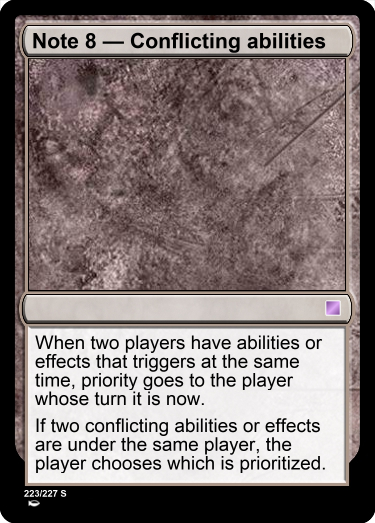 Note 8 — Conflicting abilities
When two players have abilities or
effects that triggers at the same
time, priority goes to the player
whose turn it is now.
If two conflicting abilities or effects
are under the same player, the
player chooses which is prioritized.
223/227 S